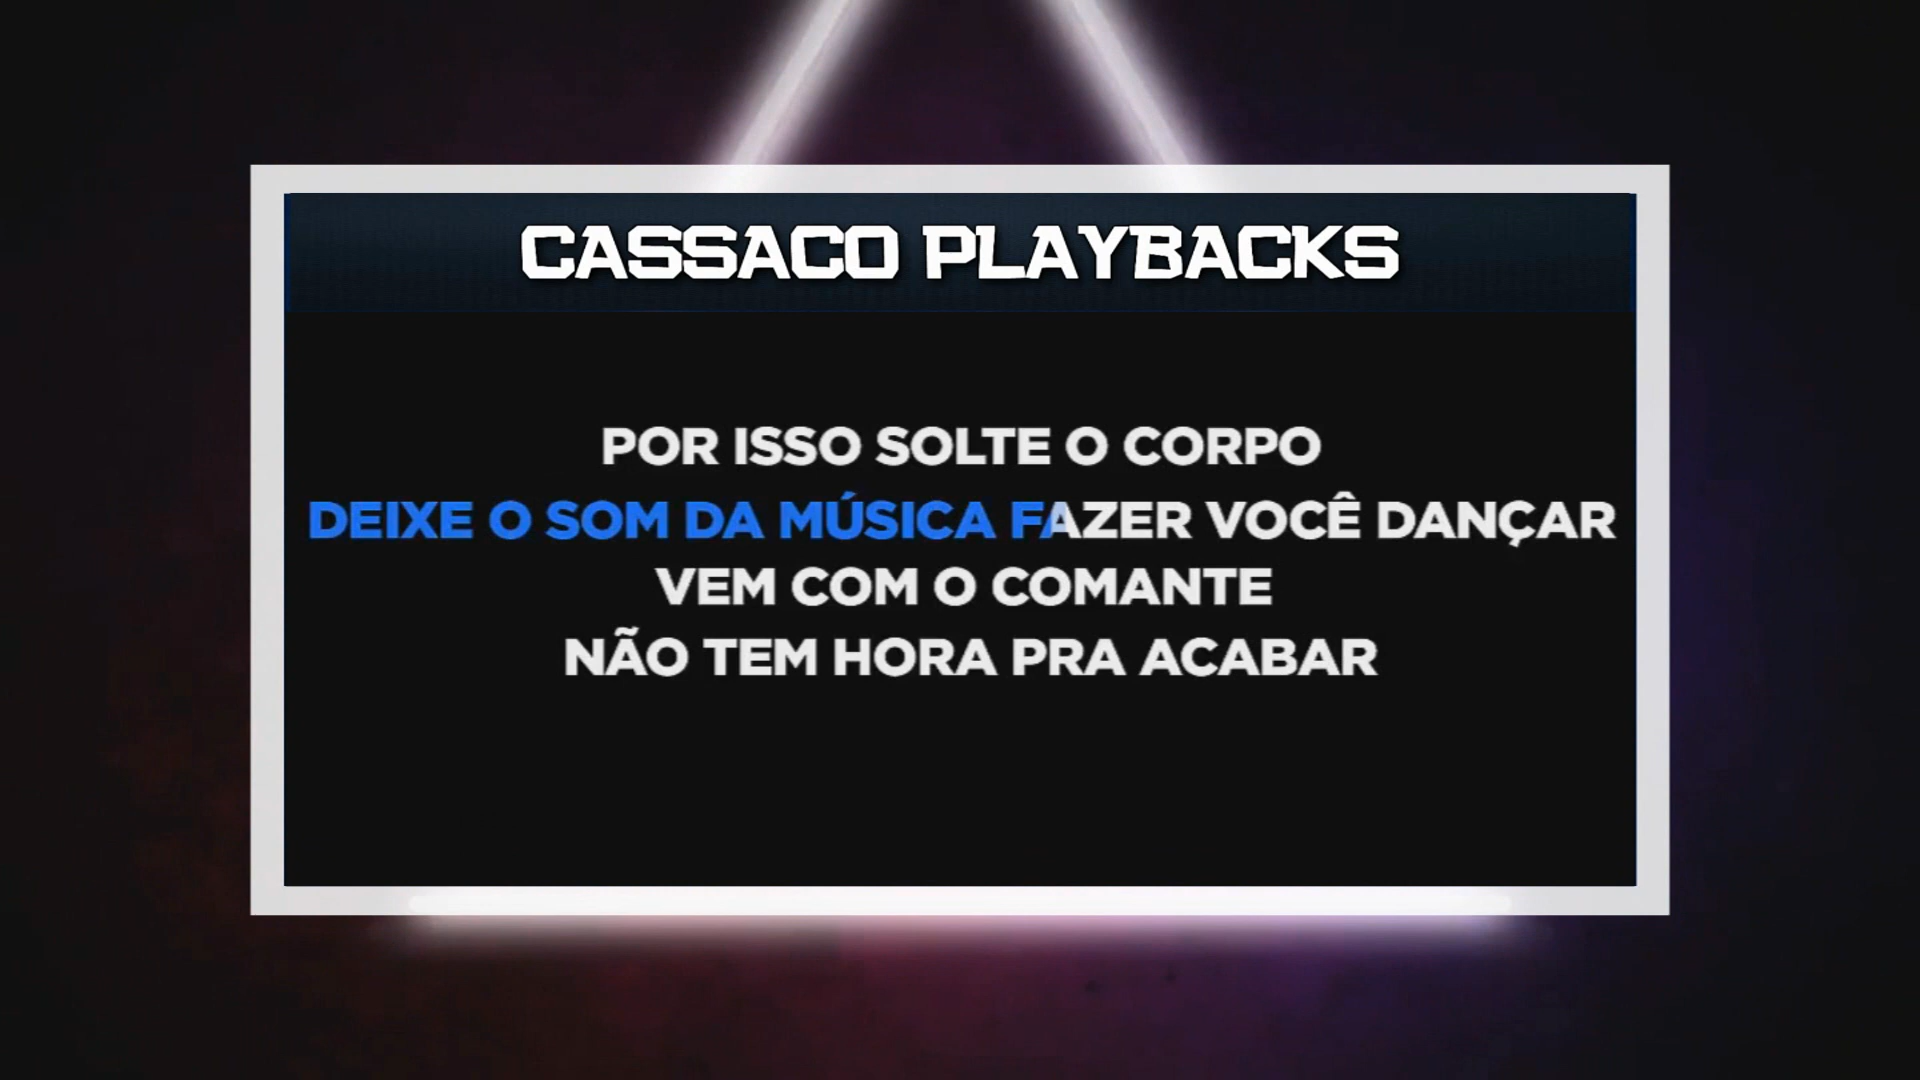 CASSACO PLAYBACKS
POR ISSO SOLTE O CORPO
DEIXE O SOM DA MÚSICA FAZER VOCÊ DANÇAR
VEM COM O COMANTE
NÃO TEM HORA PRA ACABAR